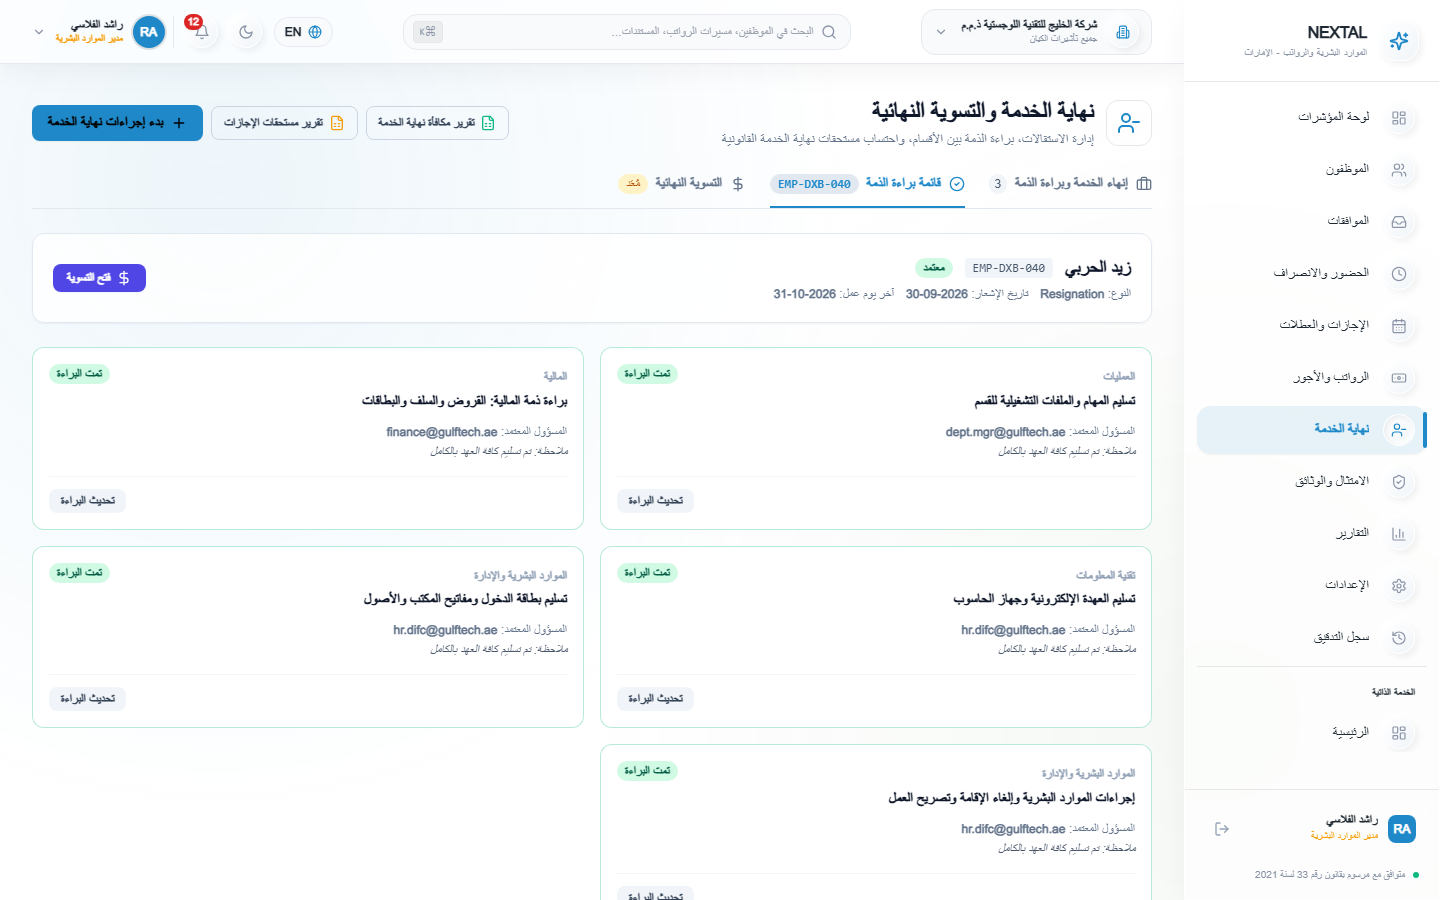 NEXTAL
الموارد البشرية والرواتب - الإمارات
شركة الخليج للتقنية اللوجستية ذ.م.م
جميع تأشيرات الكيان
البحث في الموظفين، مسيرات الرواتب، المستندات...
⌘K
EN
12
RA
راشد الفلاسي
مدير الموارد البشرية
لوحة المؤشرات
الموظفون
الموافقات
الحضور والانصراف
الإجازات والعطلات
الرواتب والأجور
نهاية الخدمة
الامتثال والوثائق
التقارير
الإعدادات
سجل التدقيق
الخدمة الذاتية
الرئيسية
RA
راشد الفلاسي
مدير الموارد البشرية
متوافق مع مرسوم بقانون رقم 33 لسنة 2021
نهاية الخدمة والتسوية النهائية
إدارة الاستقالات، براءة الذمة بين الأقسام، واحتساب مستحقات نهاية الخدمة القانونية
تقرير مكافأة نهاية الخدمة
تقرير مستحقات الإجازات
بدء إجراءات نهاية الخدمة
إنهاء الخدمة وبراءة الذمة 3
قائمة براءة الذمة EMP-DXB-040
التسوية النهائية مُعَد
زيد الحربي EMP-DXB-040 معتمد
النوع: Resignation تاريخ الإشعار: 30-09-2026 آخر يوم عمل: 31-10-2026
فتح التسوية
العمليات
تمت البراءة
تسليم المهام والملفات التشغيلية للقسم
المسؤول المعتمد: dept.mgr@gulftech.ae
ملاحظة: تم تسليم كافة العهد بالكامل
تحديث البراءة
المالية
تمت البراءة
براءة ذمة المالية: القروض والسلف والبطاقات
المسؤول المعتمد: finance@gulftech.ae
ملاحظة: تم تسليم كافة العهد بالكامل
تحديث البراءة
تقنية المعلومات
تمت البراءة
تسليم العهدة الإلكترونية وجهاز الحاسوب
المسؤول المعتمد: hr.difc@gulftech.ae
ملاحظة: تم تسليم كافة العهد بالكامل
تحديث البراءة
الموارد البشرية والإدارة
تمت البراءة
تسليم بطاقة الدخول ومفاتيح المكتب والأصول
المسؤول المعتمد: hr.difc@gulftech.ae
ملاحظة: تم تسليم كافة العهد بالكامل
تحديث البراءة
الموارد البشرية والإدارة
تمت البراءة
إجراءات الموارد البشرية وإلغاء الإقامة وتصريح العمل
المسؤول المعتمد: hr.difc@gulftech.ae
ملاحظة: تم تسليم كافة العهد بالكامل
تحديث البراءة